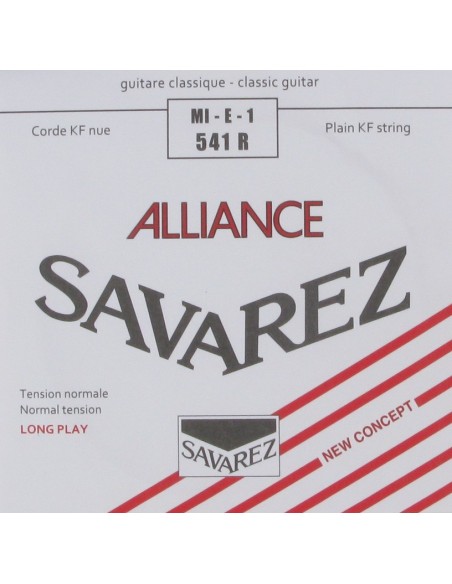 guitare classique - classic guitar
MI - E - 1
541 R
Corde KF nue
Plain KF string
ALLIANCE
SAVAREZ
Tension normale
Normal tension
LONG PLAY
NEW CONCEPT
SAVAREZ